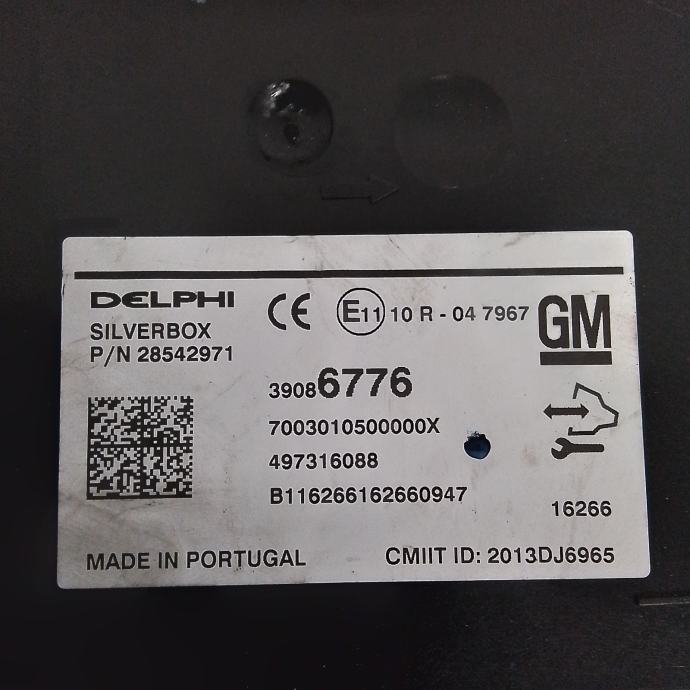 DELPHI
SILVERBOX
P/N 28542971
CE E11 10 R - 04 7967
GM
39086776
7003010500000X
497316088
B116266162660947
16266
MADE IN PORTUGAL
CMIIT ID: 2013DJ6965